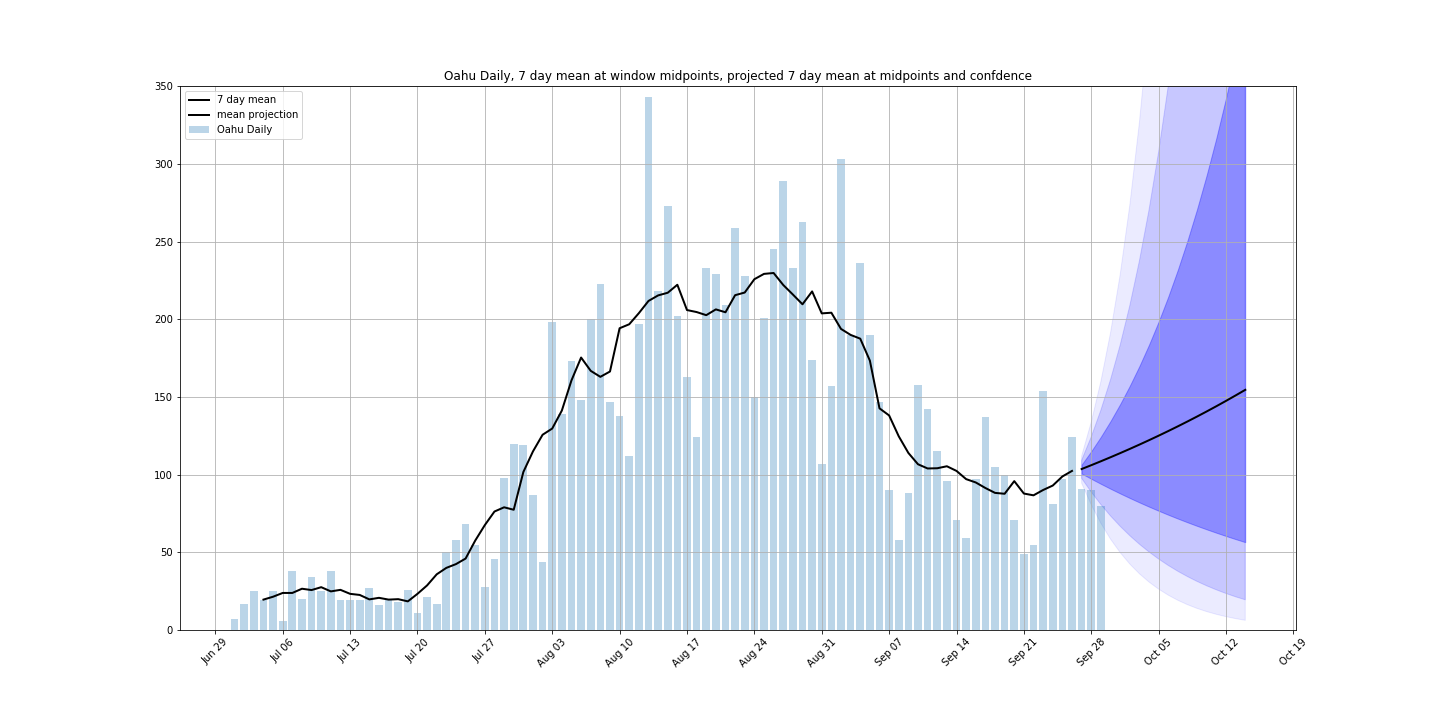 Oahu Daily, 7 day mean at window midpoints, projected 7 day mean at midpoints and confdence
350
300
250
200
150
100
50
0
7 day mean
mean projection
Oahu Daily
Jun 29
Jul 06
Jul 13
Jul 20
Jul 27
Aug 03
Aug 10
Aug 17
Aug 24
Aug 31
Sep 07
Sep 14
Sep 21
Sep 28
Oct 05
Oct 12
Oct 19